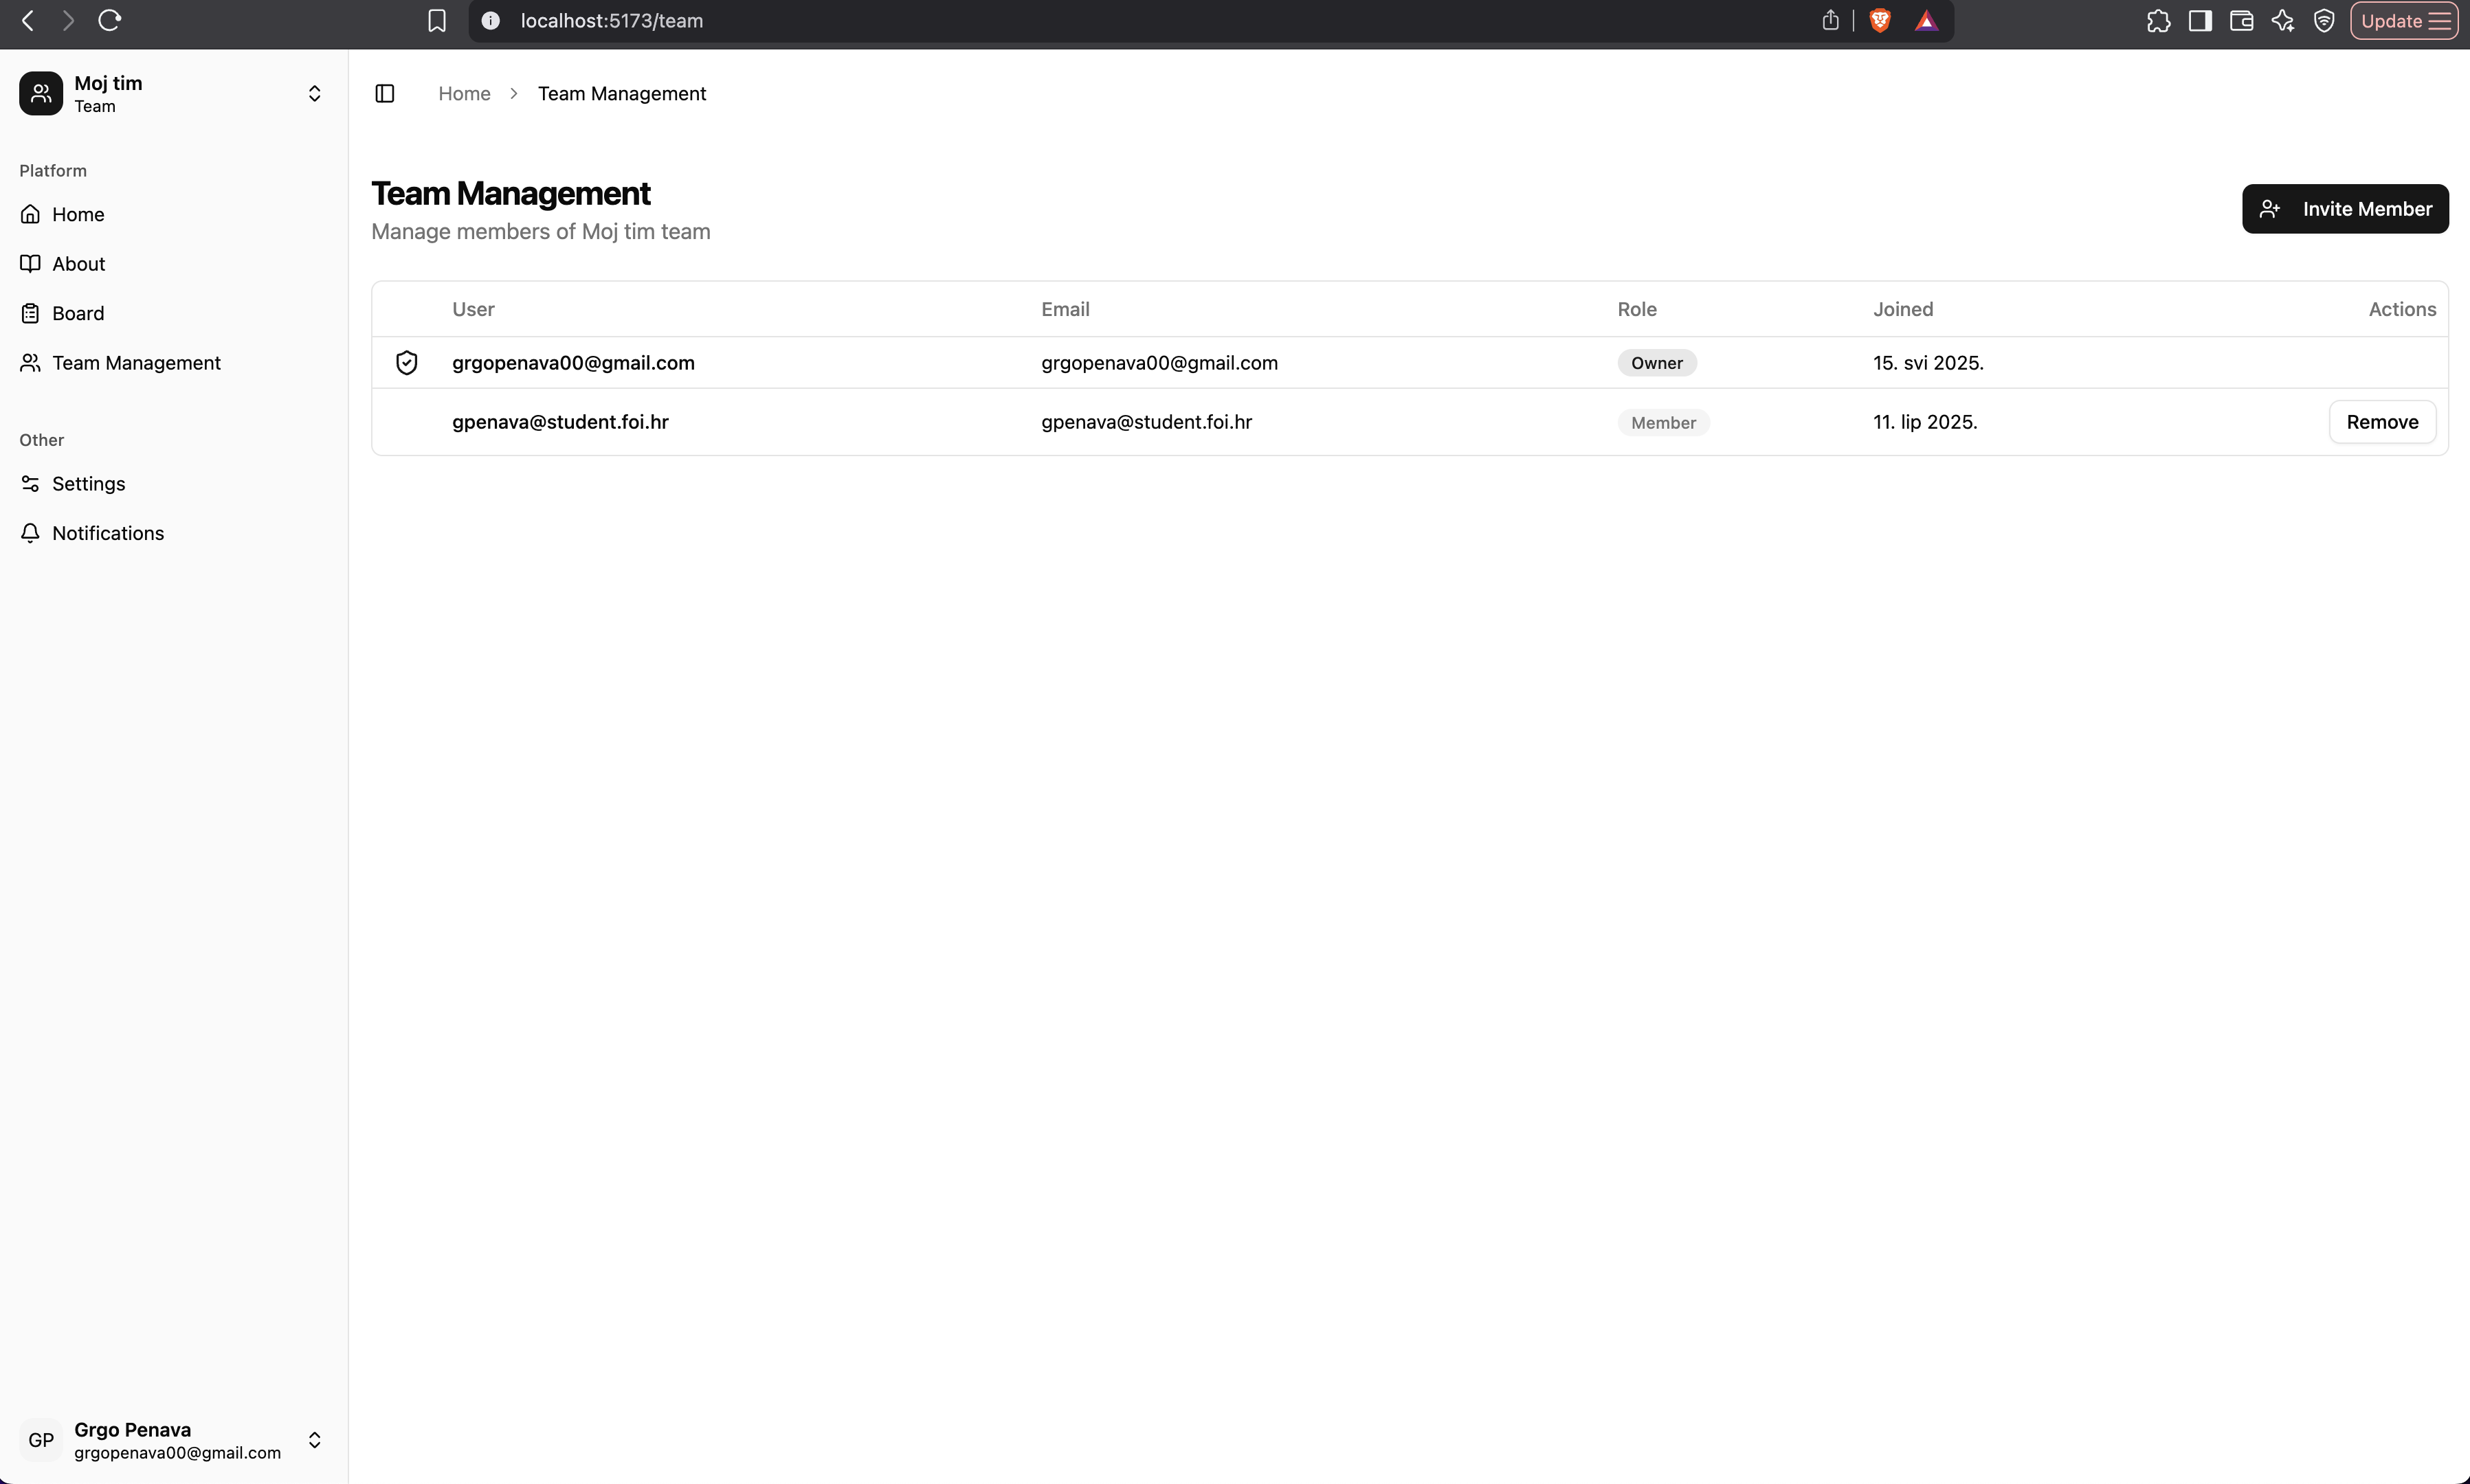 localhost:5173/team
Update
Moj tim
Team
Platform
Home
About
Board
Team Management
Other
Settings
Notifications
GP
Grgo Penava
grgopenava00@gmail.com
Home
Team Management
Team Management
Manage members of Moj tim team
Invite Member
User Email Role Joined Actions
grgopenava00@gmail.com grgopenava00@gmail.com Owner 15. svi 2025.
gpenava@student.foi.hr gpenava@student.foi.hr Member 11. lip 2025. Remove